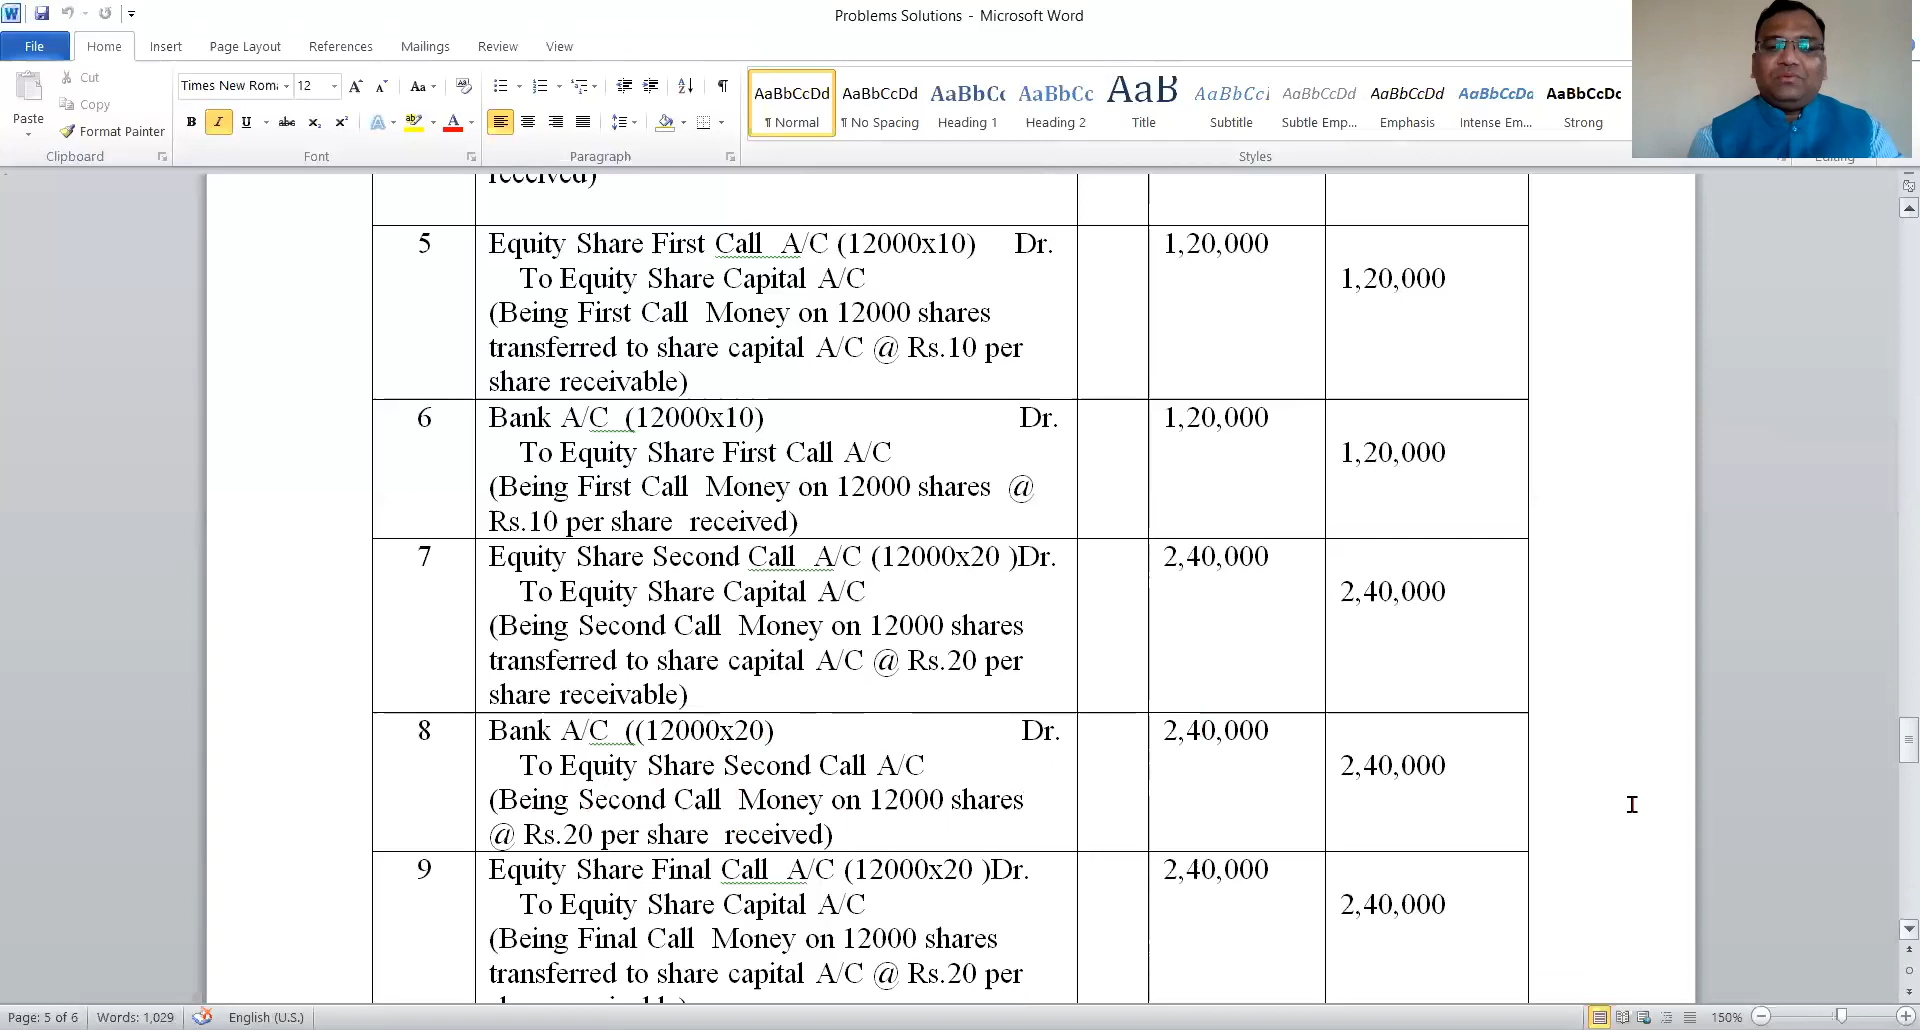 Problems Solutions - Microsoft Word
File Home Insert Page Layout References Mailings Review View
Paste
Cut
Copy
Format Painter
Clipboard
Times New Rom 12
Font
Paragraph
AaBbCcDd AaBbCcDd AaBbCc AaBbCc AaB AaBbCcl AaBbCcDd AaBbCcDd AaBbCcDd AaBbCcDc
¶ Normal ¶ No Spacing Heading 1 Heading 2 Title Subtitle Subtle Emp... Emphasis Intense Em... Strong
Styles
received)
5 Equity Share First Call A/C (12000x10) Dr. 1,20,000
To Equity Share Capital A/C 1,20,000
(Being First Call Money on 12000 shares
transferred to share capital A/C @ Rs.10 per
share receivable)
6 Bank A/C (12000x10) Dr. 1,20,000
To Equity Share First Call A/C 1,20,000
(Being First Call Money on 12000 shares @
Rs.10 per share received)
7 Equity Share Second Call A/C (12000x20 )Dr. 2,40,000
To Equity Share Capital A/C 2,40,000
(Being Second Call Money on 12000 shares
transferred to share capital A/C @ Rs.20 per
share receivable)
8 Bank A/C ((12000x20) Dr. 2,40,000
To Equity Share Second Call A/C 2,40,000
(Being Second Call Money on 12000 shares
@ Rs.20 per share received)
9 Equity Share Final Call A/C (12000x20 )Dr. 2,40,000
To Equity Share Capital A/C 2,40,000
(Being Final Call Money on 12000 shares
transferred to share capital A/C @ Rs.20 per
Page: 5 of 6 Words: 1,029 English (U.S.) 150%